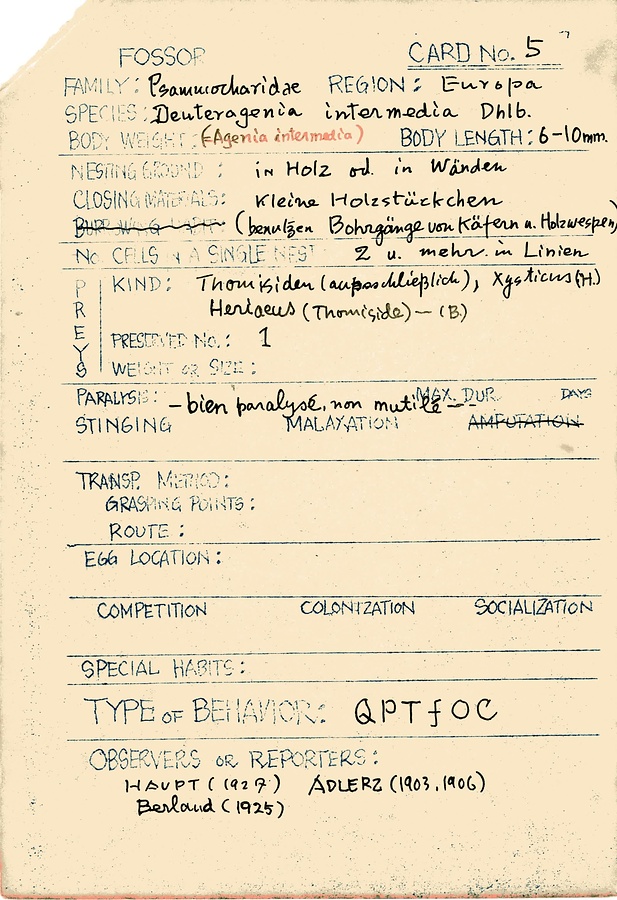 FOSSOR CARD No. 5
FAMILY: Psammocharidae REGION: Europa
SPECIES: Deuteragenia intermedia Dhlb.
BODY WEIGHT: (=Agenia intermedia) BODY LENGTH: 6-10mm.
NESTING GROUND: in Holz od. in Wänden
CLOSING MATERIALS: kleine Holzstückchen
BURROWING HABIT: (benutzen Bohrgänge von Käfern u. Holzwespen)
No. CELLS IN A SINGLE NEST 2 u. mehr in Linien
PREYS
KIND: Thomisiden (ausschließlich), Xysticus (H.)
Heriaeus (Thomiside) — (B.)
PRESERVED No.: 1
WEIGHT OR SIZE:
PARALYSIS: — bien paralysé, non mutilé — MAX. DUR. DAYS
STINGING MALAXATION AMPUTATION
TRANSP. METHOD:
GRASPING POINTS:
ROUTE:
EGG LOCATION:
COMPETITION COLONIZATION SOCIALIZATION
SPECIAL HABITS:
TYPE OF BEHAVIOR: QPTfOC
OBSERVERS OR REPORTERS:
HAUPT (1927) ADLERZ (1903, 1906)
Berland (1925)